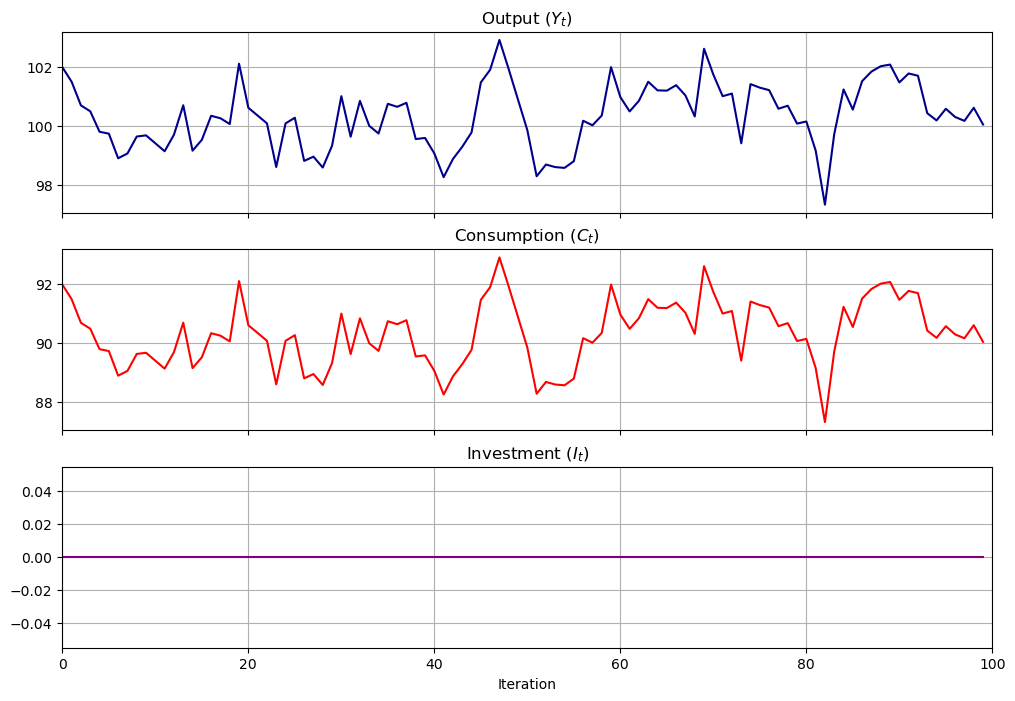 Output (Y_t)
102
100
98
Consumption (C_t)
92
90
88
Investment (I_t)
0.04
0.02
0.00
−0.02
−0.04
0 20 40 60 80 100
Iteration